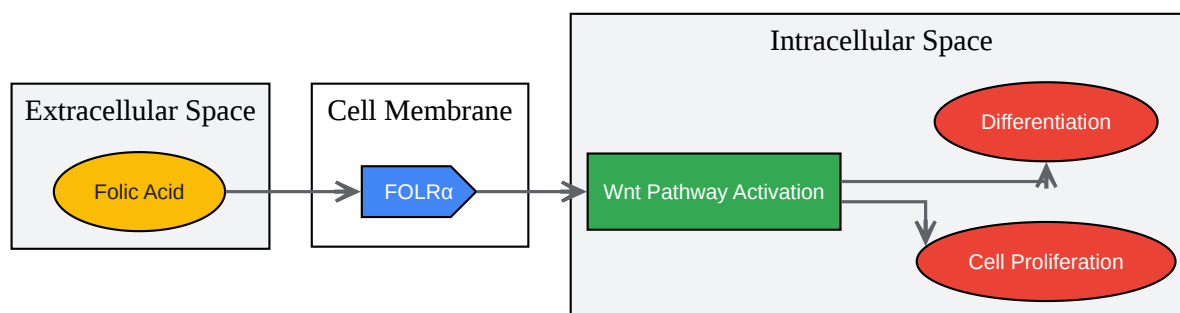 Extracellular Space
Folic Acid
Cell Membrane
FOLRα
Intracellular Space
Wnt Pathway Activation
Differentiation
Cell Proliferation